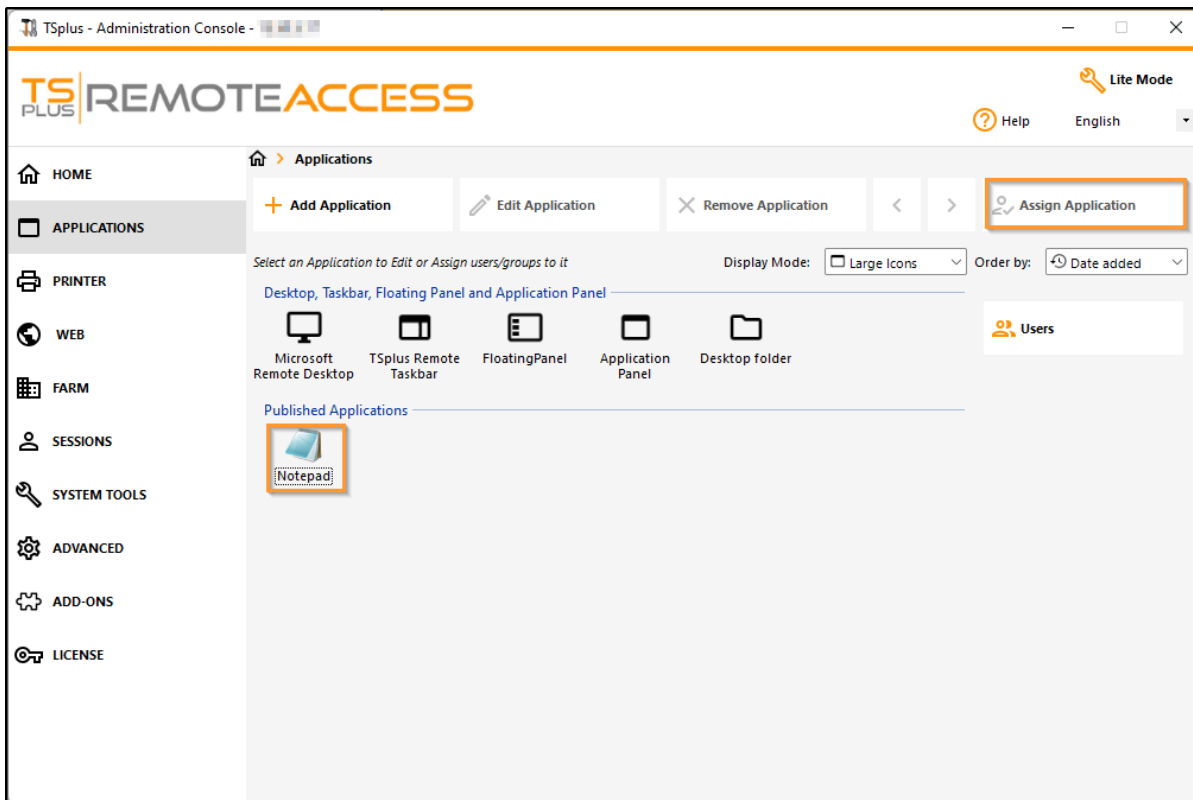 TSplus - Administration Console -
TS PLUS REMOTEACCESS
Lite Mode
Help English
HOME
APPLICATIONS
PRINTER
WEB
FARM
SESSIONS
SYSTEM TOOLS
ADVANCED
ADD-ONS
LICENSE
Applications
Add Application Edit Application Remove Application < > Assign Application
Select an Application to Edit or Assign users/groups to it Display Mode: Large Icons Order by: Date added
Desktop, Taskbar, Floating Panel and Application Panel
Microsoft Remote Desktop
TSplus Remote Taskbar
FloatingPanel
Application Panel
Desktop folder
Users
Published Applications
Notepad